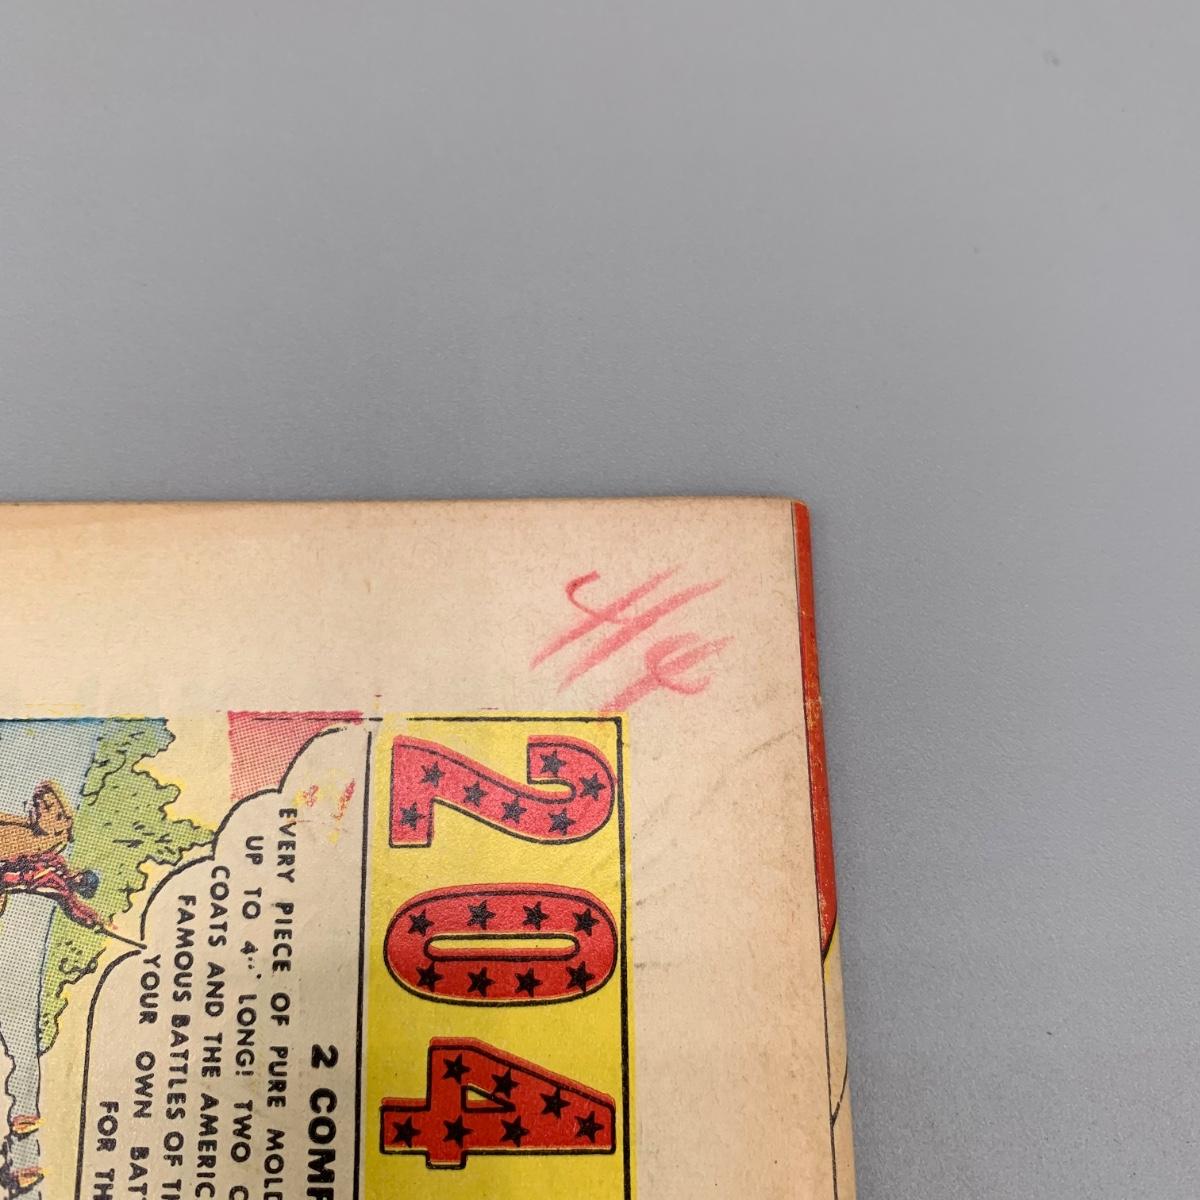 204
2 COMP
EVERY PIECE OF PURE MOLD
UP TO 4" LONG! TWO C
COATS AND THE AMERIC
FAMOUS BATTLES OF TH
YOUR OWN BAT
FOR TH